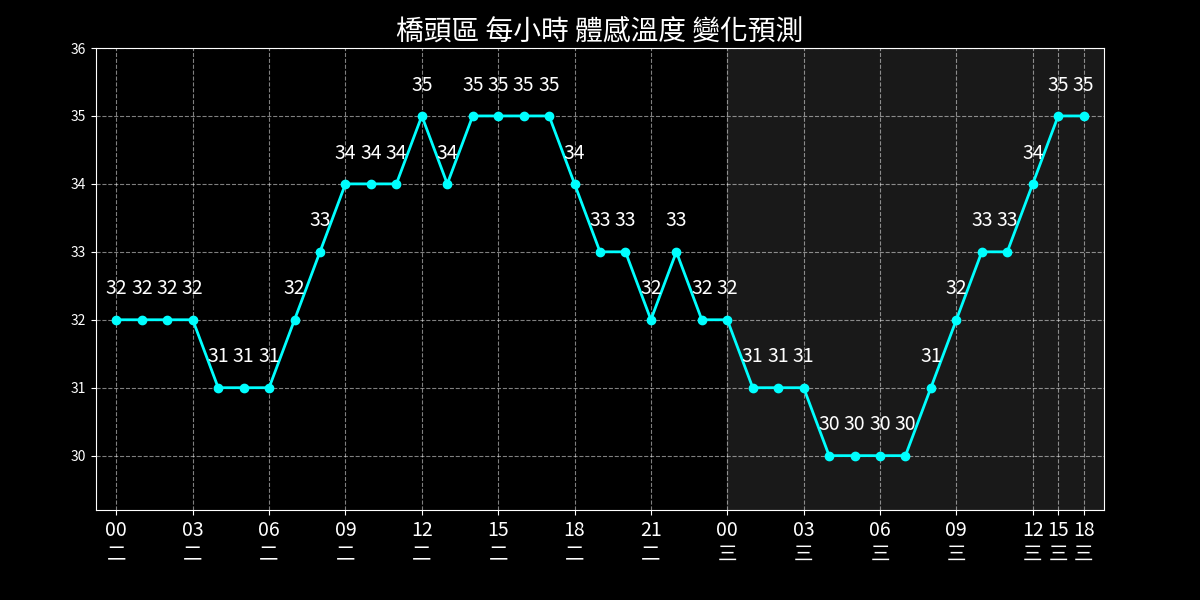 橋頭區 每小時 體感溫度 變化預測
36
35
34
33
32
31
30
35 35 35 35 35 35 35
34 34 34 34 34 34
33 33 33 33 33 33
32 32 32 32 32 32 32 32 32
31 31 31 31 31 31 31
30 30 30 30
00 03 06 09 12 15 18 21 00 03 06 09 12 15 18
二 二 二 二 二 二 二 二 三 三 三 三 三 三 三